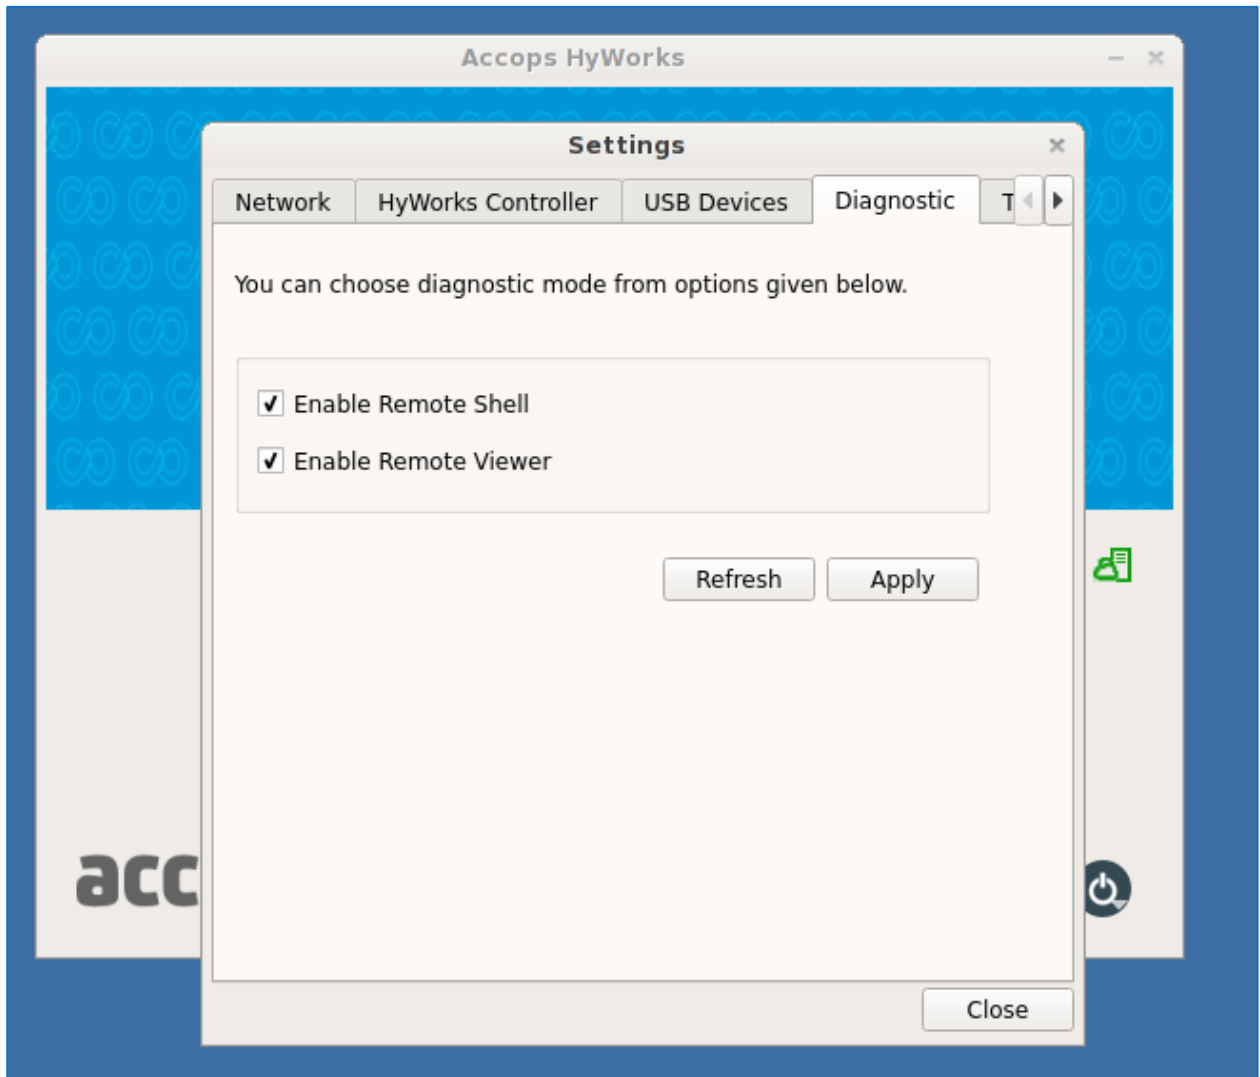 Accops HyWorks
Settings
Network HyWorks Controller USB Devices Diagnostic T
You can choose diagnostic mode from options given below.
Enable Remote Shell
Enable Remote Viewer
Refresh Apply
acc
Close